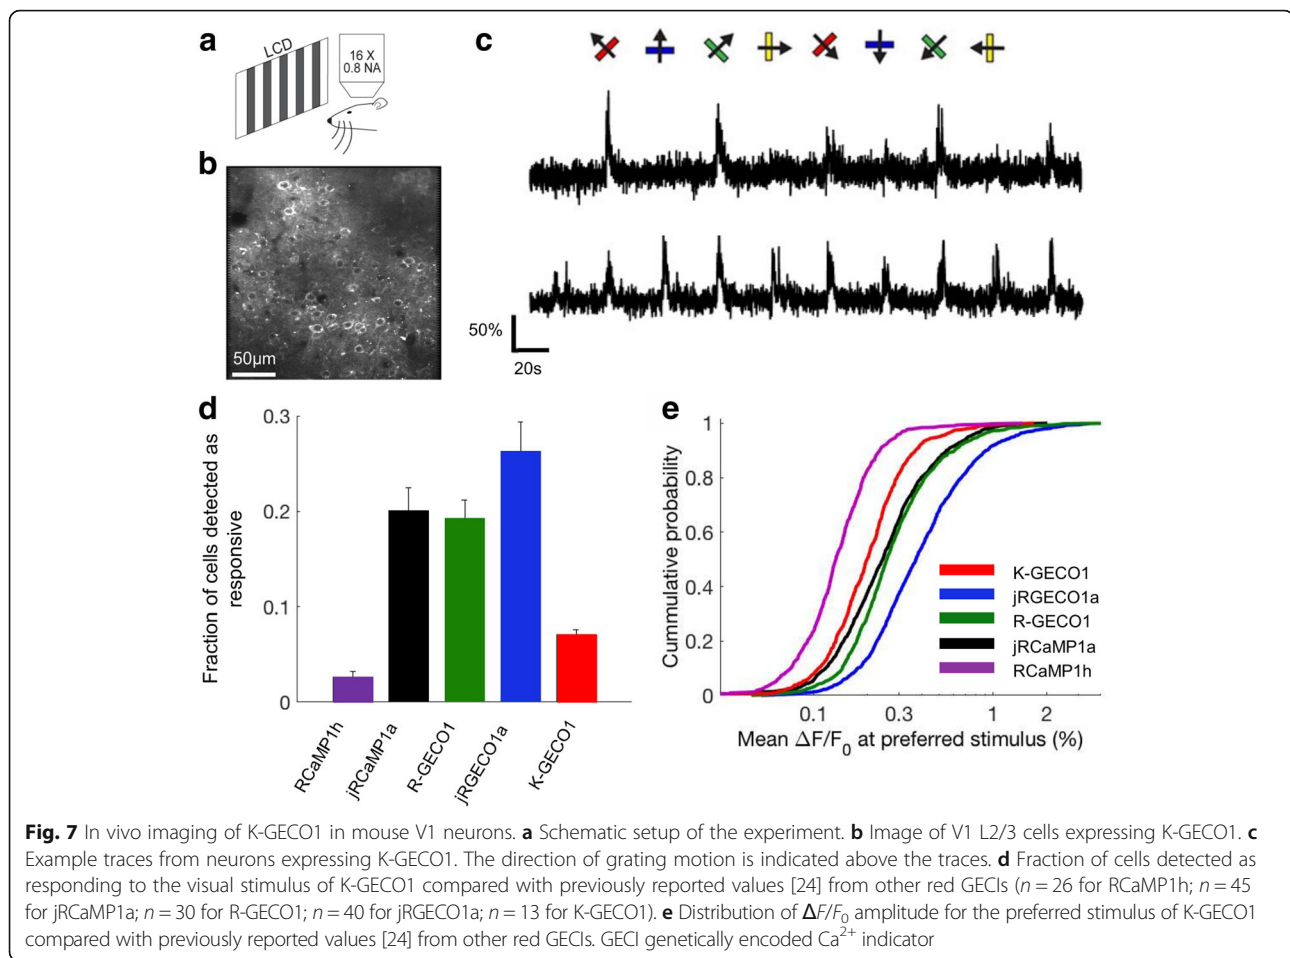 a
LCD
16 X
0.8 NA
b
50µm
c
50%
20s
d
Fraction of cells detected as
responsive
0.3
0.2
0.1
0
RCaMP1h
jRCaMP1a
R-GECO1
jRGECO1a
K-GECO1
e
Cummulative probability
1
0.8
0.6
0.4
0.2
0
0.1
0.3
1
2
Mean ΔF/F0 at preferred stimulus (%)
K-GECO1
jRGECO1a
R-GECO1
jRCaMP1a
RCaMP1h
Fig. 7 In vivo imaging of K-GECO1 in mouse V1 neurons. a Schematic setup of the experiment. b Image of V1 L2/3 cells expressing K-GECO1. c
Example traces from neurons expressing K-GECO1. The direction of grating motion is indicated above the traces. d Fraction of cells detected as
responding to the visual stimulus of K-GECO1 compared with previously reported values [24] from other red GECIs (n = 26 for RCaMP1h; n = 45
for jRCaMP1a; n = 30 for R-GECO1; n = 40 for jRGECO1a; n = 13 for K-GECO1). e Distribution of ΔF/F0 amplitude for the preferred stimulus of K-GECO1
compared with previously reported values [24] from other red GECIs. GECI genetically encoded Ca2+ indicator